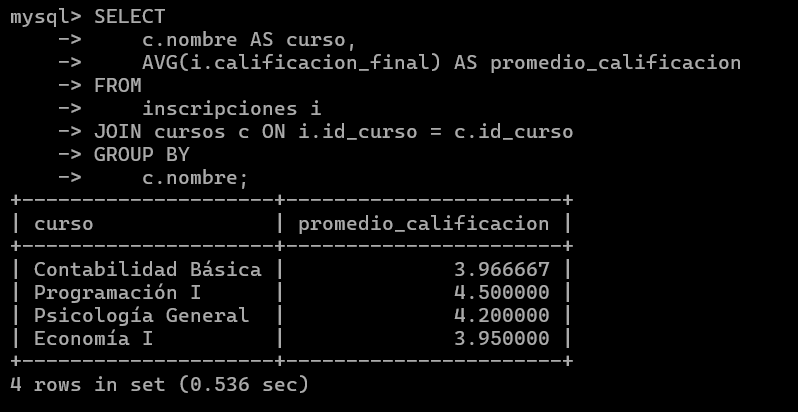 mysql> SELECT
    ->     c.nombre AS curso,
    ->     AVG(i.calificacion_final) AS promedio_calificacion
    -> FROM
    ->     inscripciones i
    -> JOIN cursos c ON i.id_curso = c.id_curso
    -> GROUP BY
    ->     c.nombre;
+---------------------+-----------------------+
| curso               | promedio_calificacion |
+---------------------+-----------------------+
| Contabilidad Básica |              3.966667 |
| Programación I      |              4.500000 |
| Psicología General  |              4.200000 |
| Economía I          |              3.950000 |
+---------------------+-----------------------+
4 rows in set (0.536 sec)